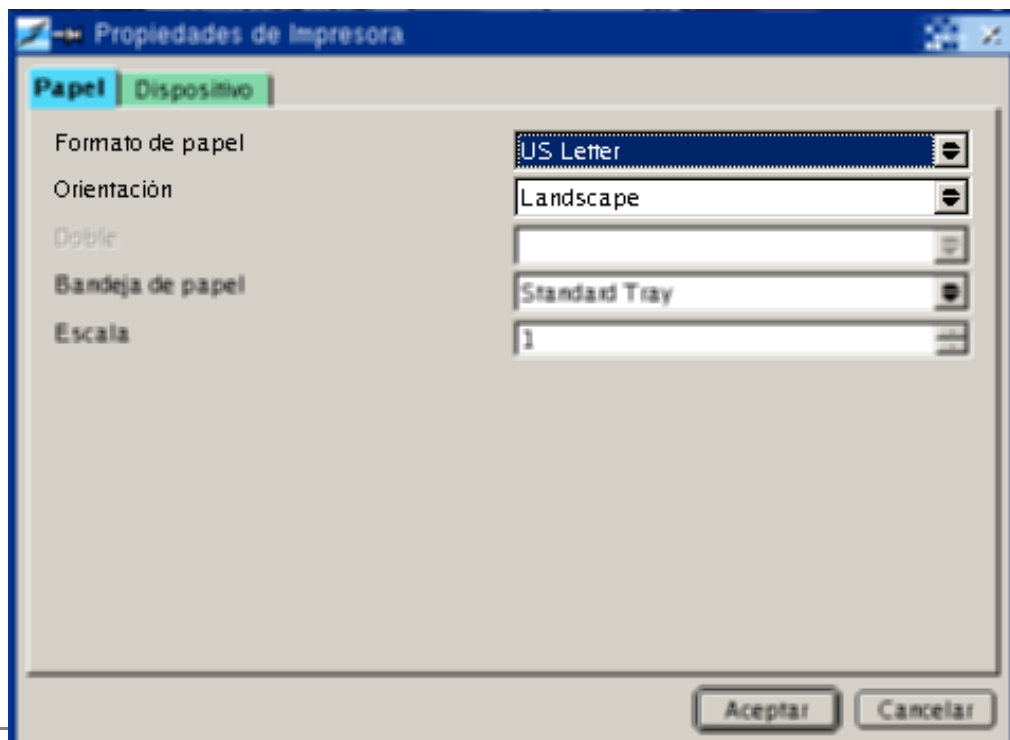 Propiedades de Impresora
Papel Dispositivo
Formato de papel US Letter
Orientación Landscape
Doble
Bandeja de papel Standard Tray
Escala 1
Aceptar Cancelar